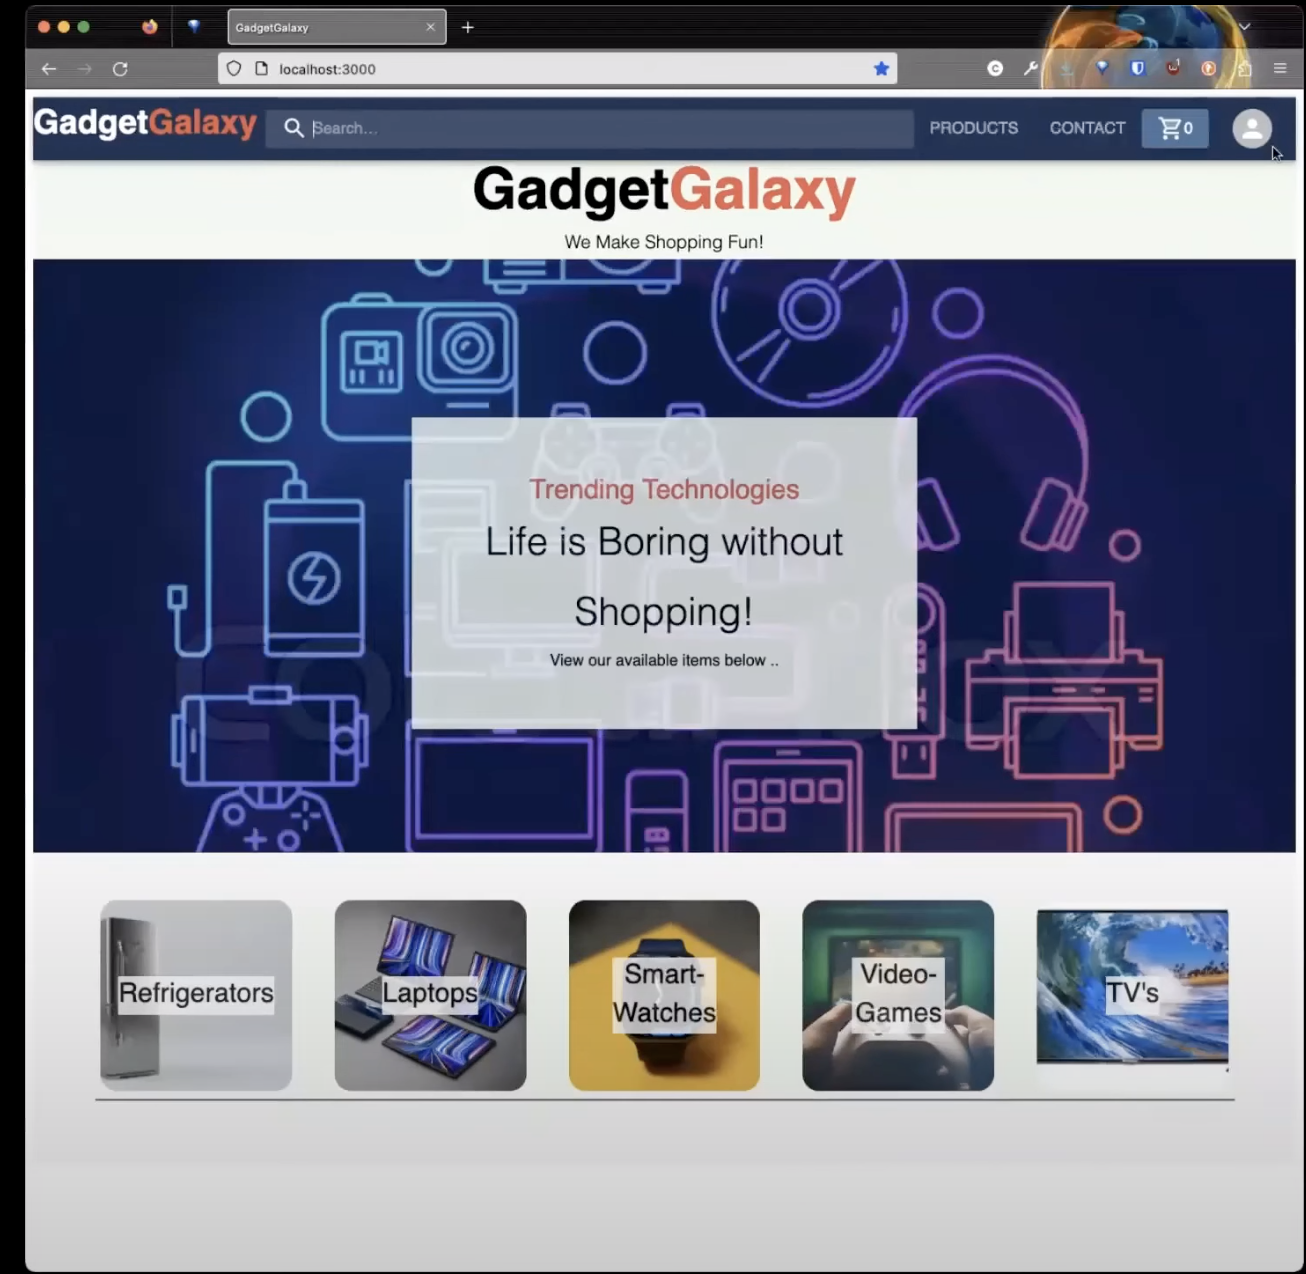 GadgetGalaxy
localhost:3000
GadgetGalaxy
Search...
PRODUCTS
CONTACT
0
GadgetGalaxy
We Make Shopping Fun!
Trending Technologies
Life is Boring without
Shopping!
View our available items below ..
Refrigerators
Laptops
Smart-
Watches
Video-
Games
TV's